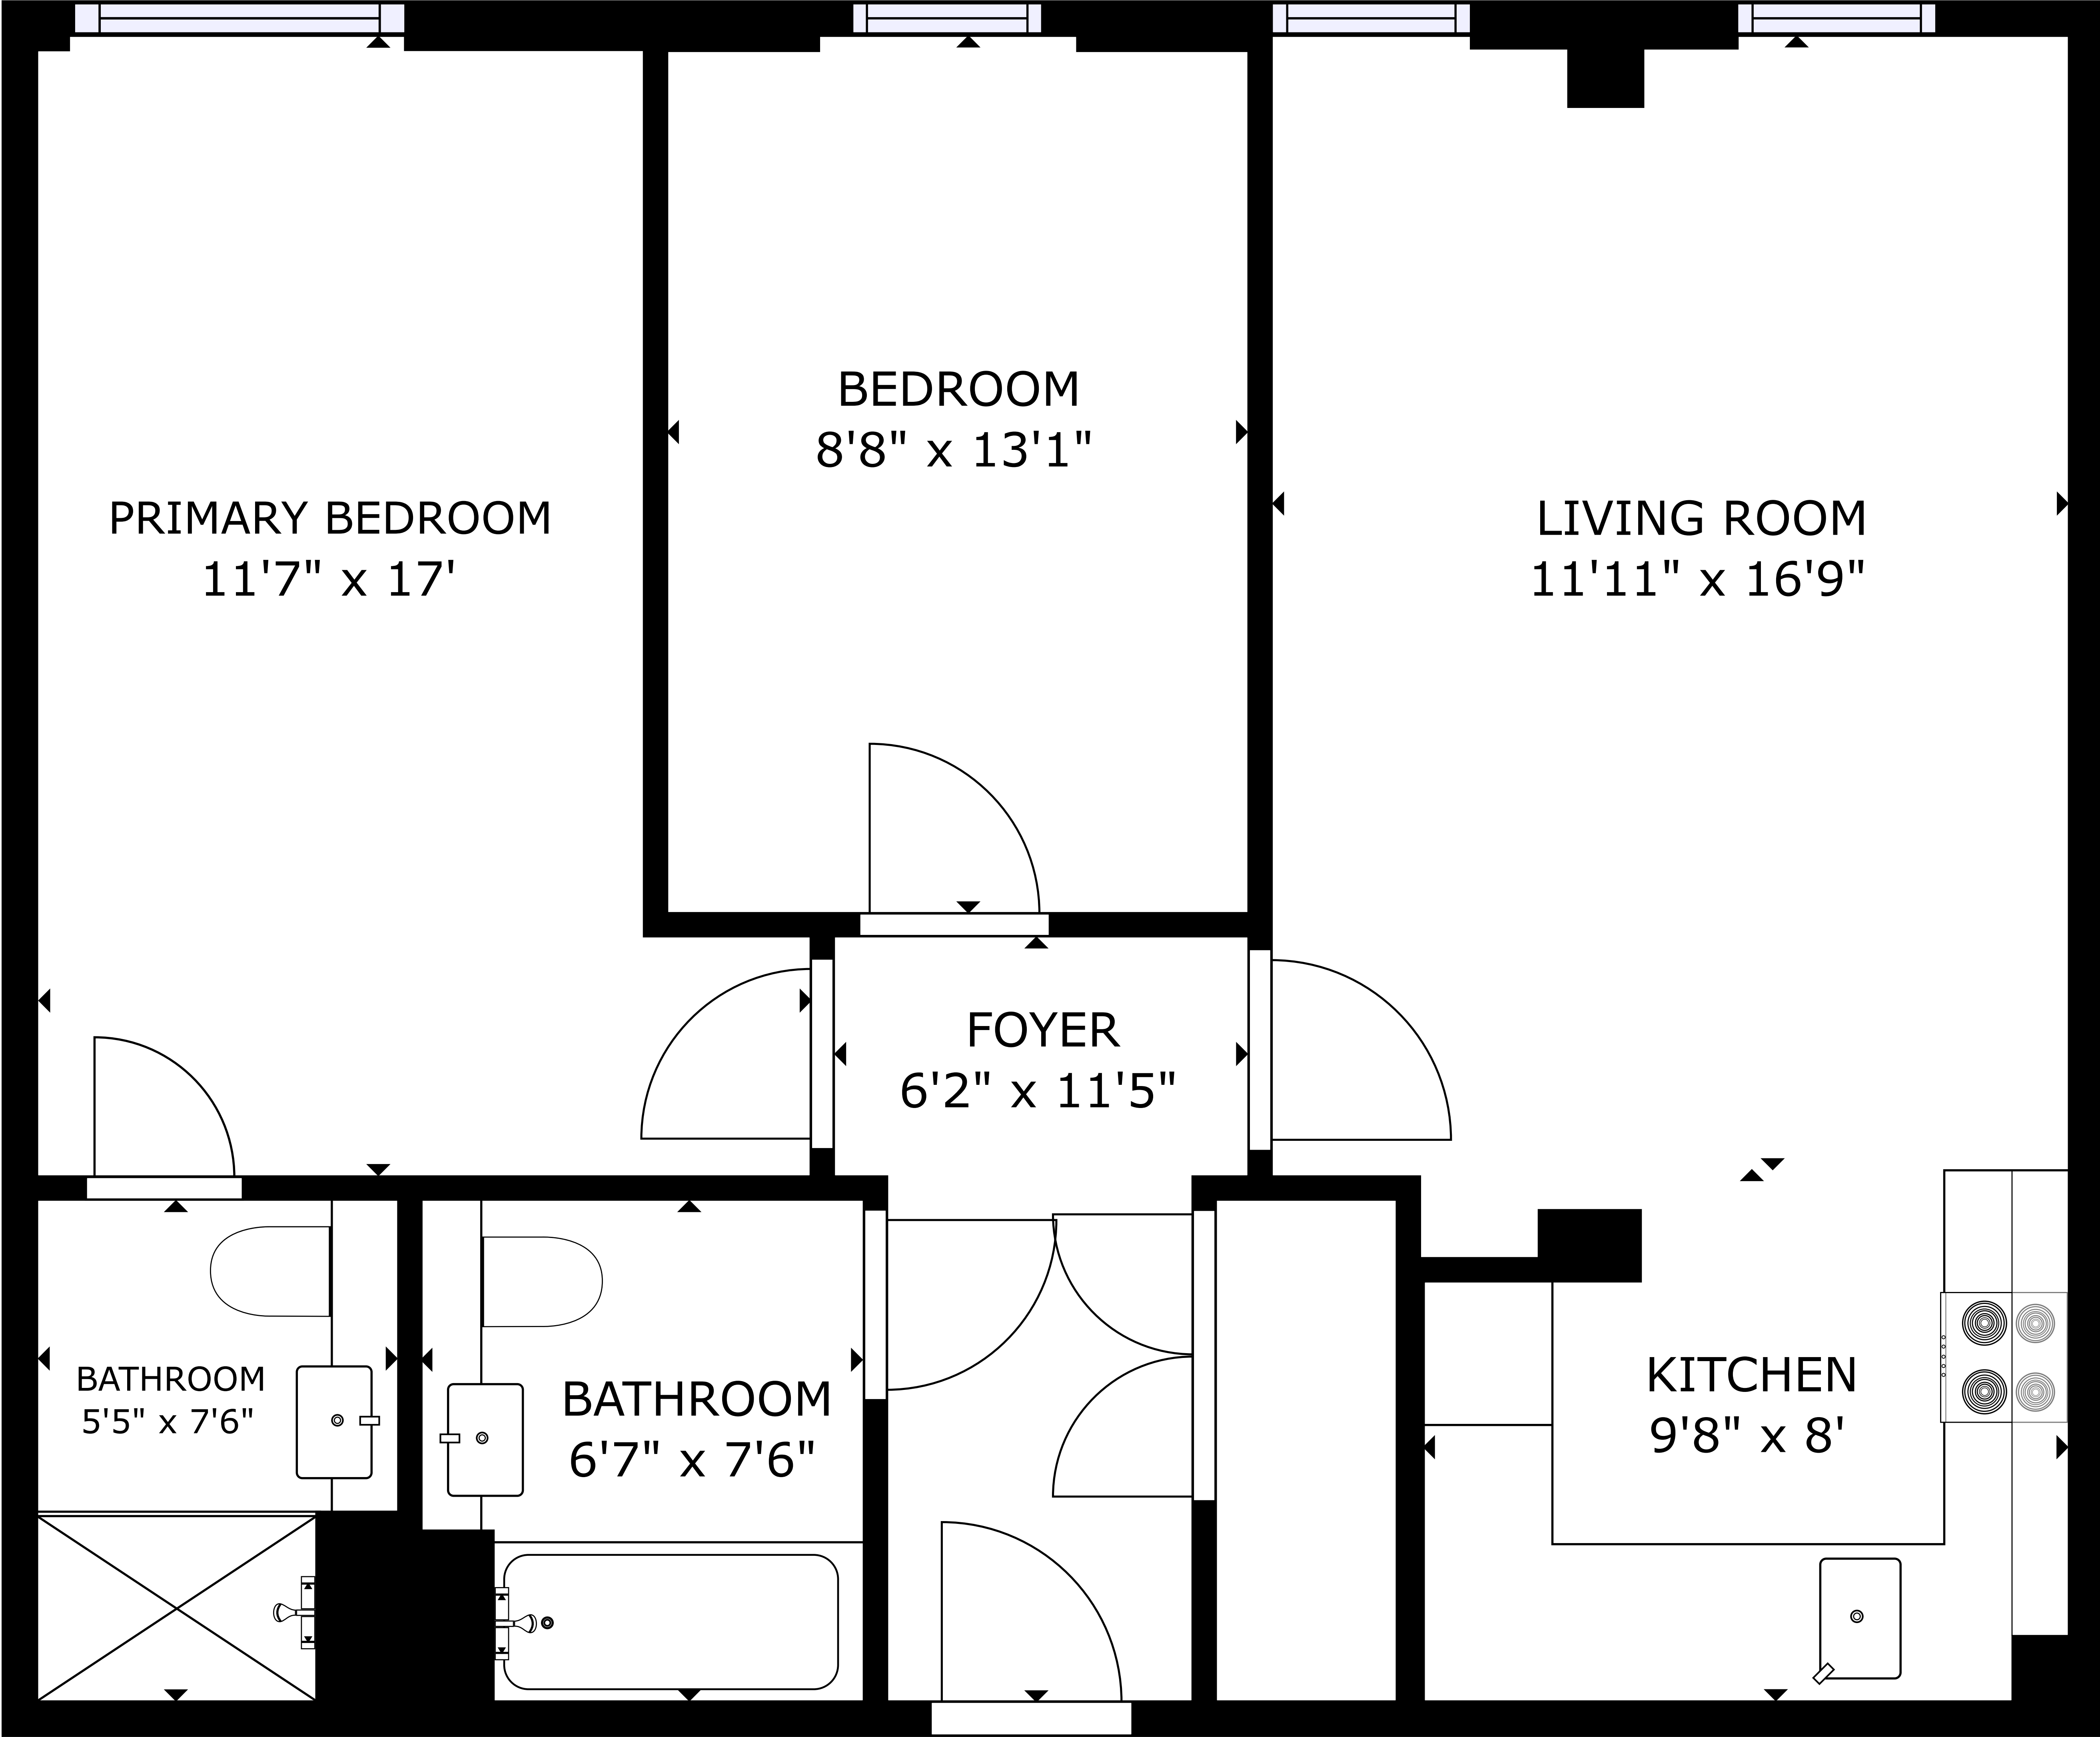 BEDROOM
8'8" x 13'1"
PRIMARY BEDROOM
11'7" x 17'
LIVING ROOM
11'11" x 16'9"
FOYER
6'2" x 11'5"
BATHROOM
5'5" x 7'6"
BATHROOM
6'7" x 7'6"
KITCHEN
9'8" x 8'